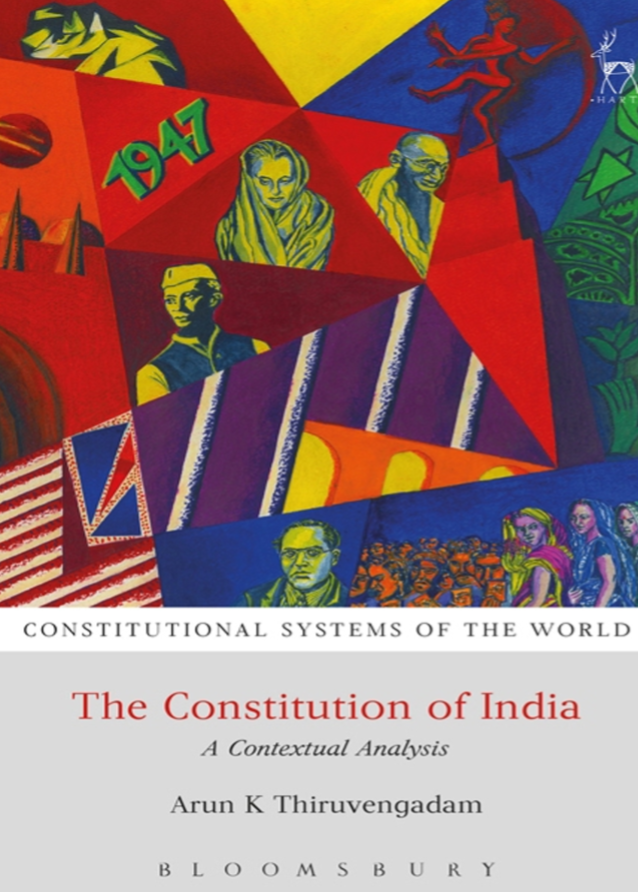 •HART
1947
CONSTITUTIONAL SYSTEMS OF THE WORLD
The Constitution of India
A Contextual Analysis
Arun K Thiruvengadam
BLOOMSBURY